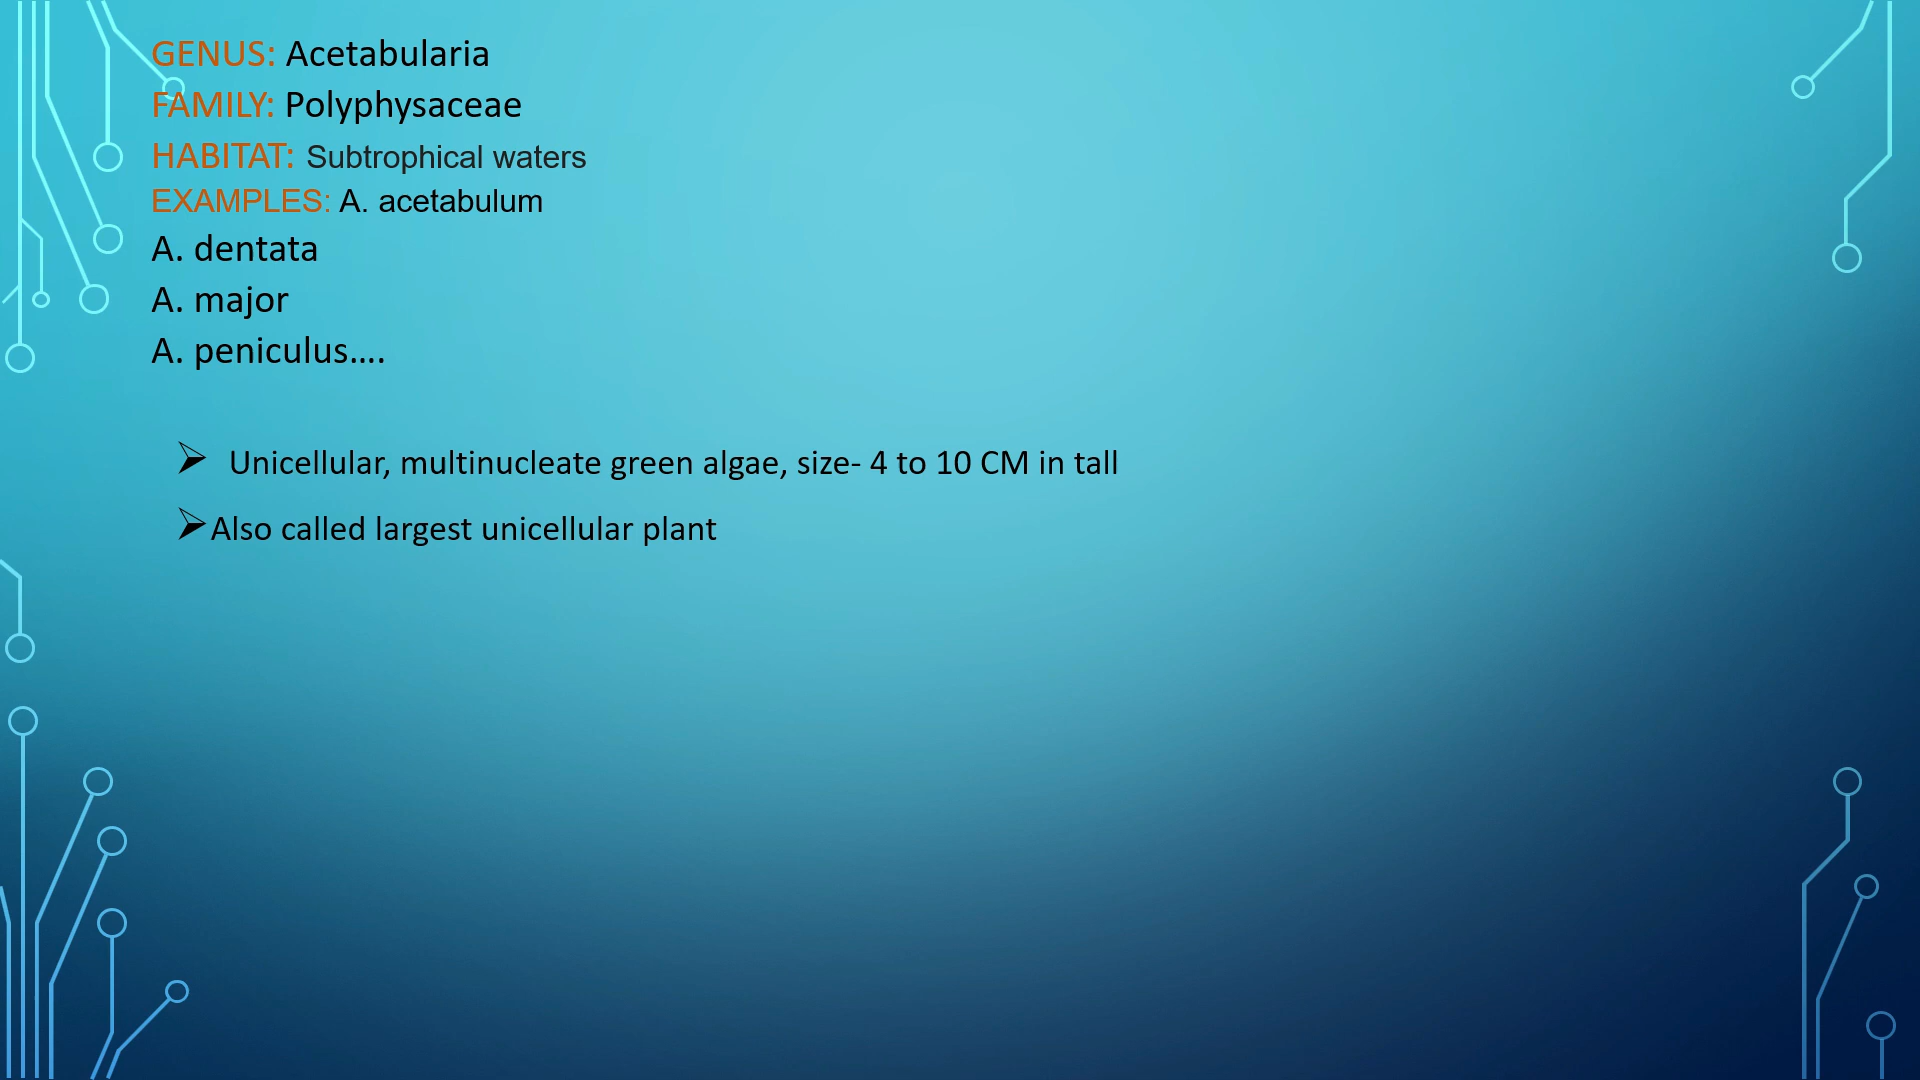 GENUS: Acetabularia
FAMILY: Polyphysaceae
HABITAT: Subtrophical waters
EXAMPLES: A. acetabulum
A. dentata
A. major
A. peniculus....
➢ Unicellular, multinucleate green algae, size- 4 to 10 CM in tall
➢Also called largest unicellular plant